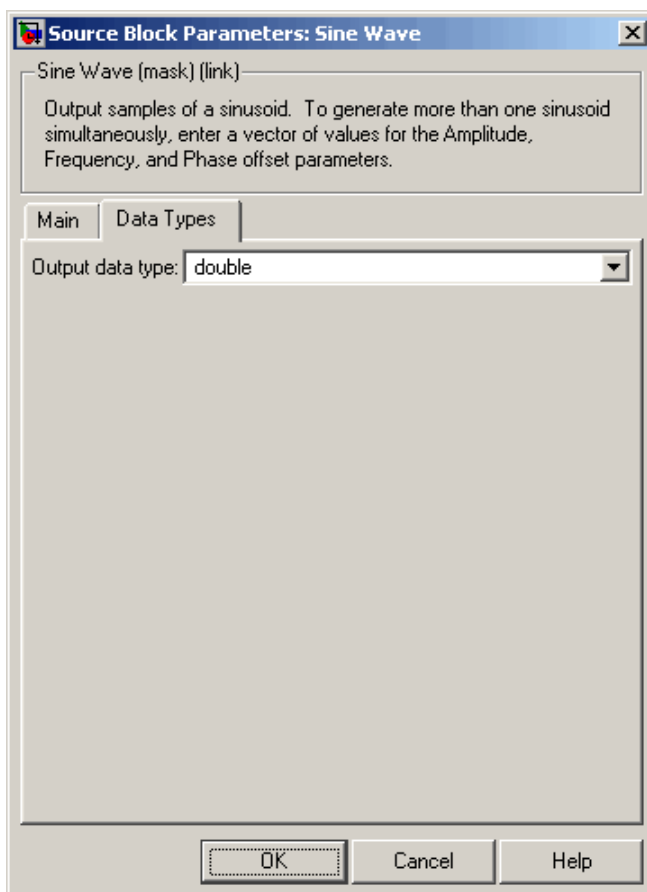 Source Block Parameters: Sine Wave
Sine Wave (mask) (link)
Output samples of a sinusoid. To generate more than one sinusoid
simultaneously, enter a vector of values for the Amplitude,
Frequency, and Phase offset parameters.
Main Data Types
Output data type: double
OK Cancel Help